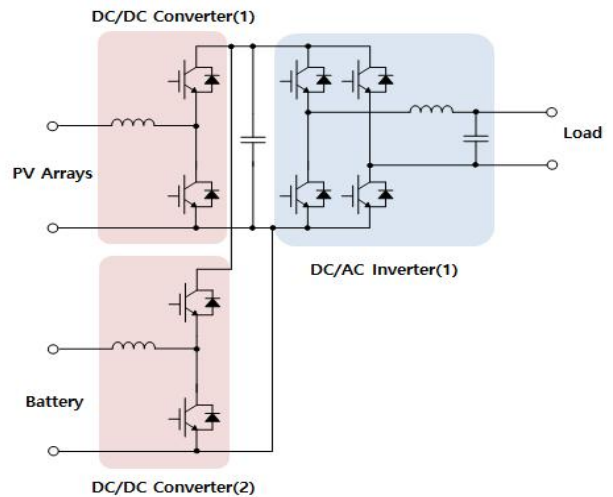 DC/DC Converter(1)
PV Arrays
Load
DC/AC Inverter(1)
Battery
DC/DC Converter(2)